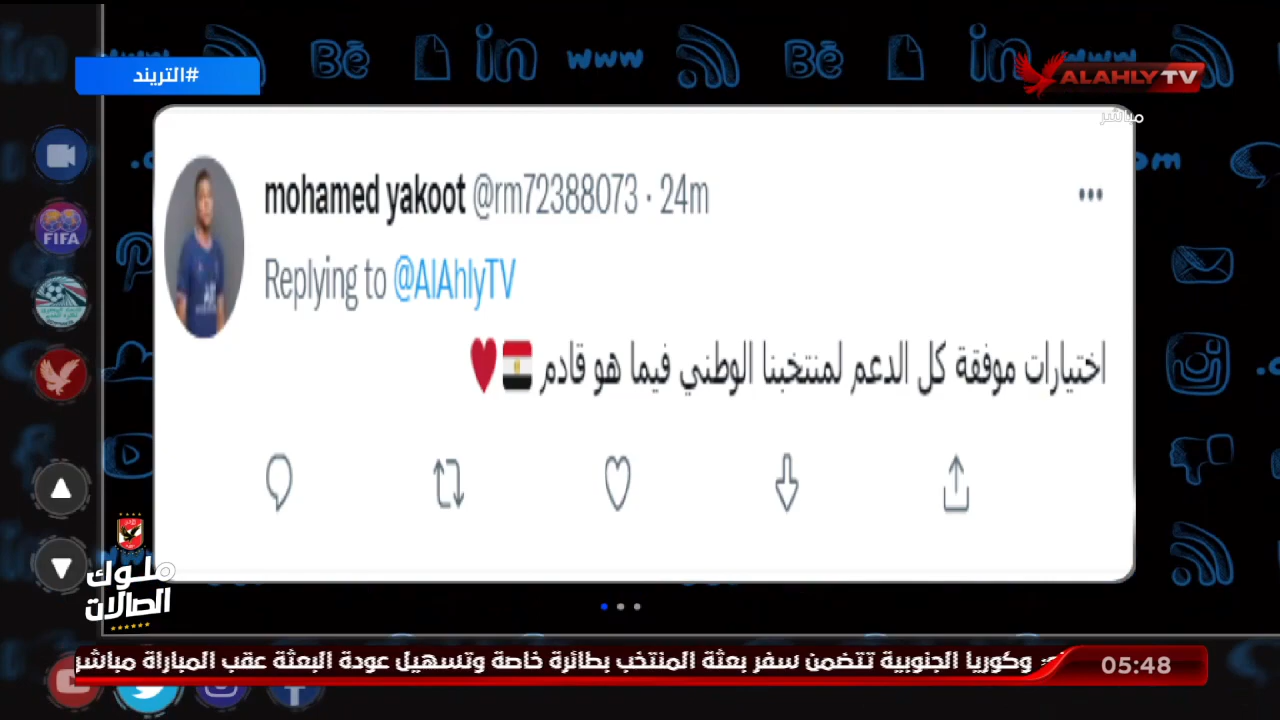 #التريند
ALAHLY TV
مباشر
mohamed yakoot @rm72388073 · 24m
Replying to @AlAhlyTV
اختيارات موفقة كل الدعم لمنتخبنا الوطني فيما هو قادم
FIFA
ملوك
الصالات
وكوريا الجنوبية تتضمن سفر بعثة المنتخب بطائرة خاصة وتسهيل عودة البعثة عقب المباراة مباشر
05:48